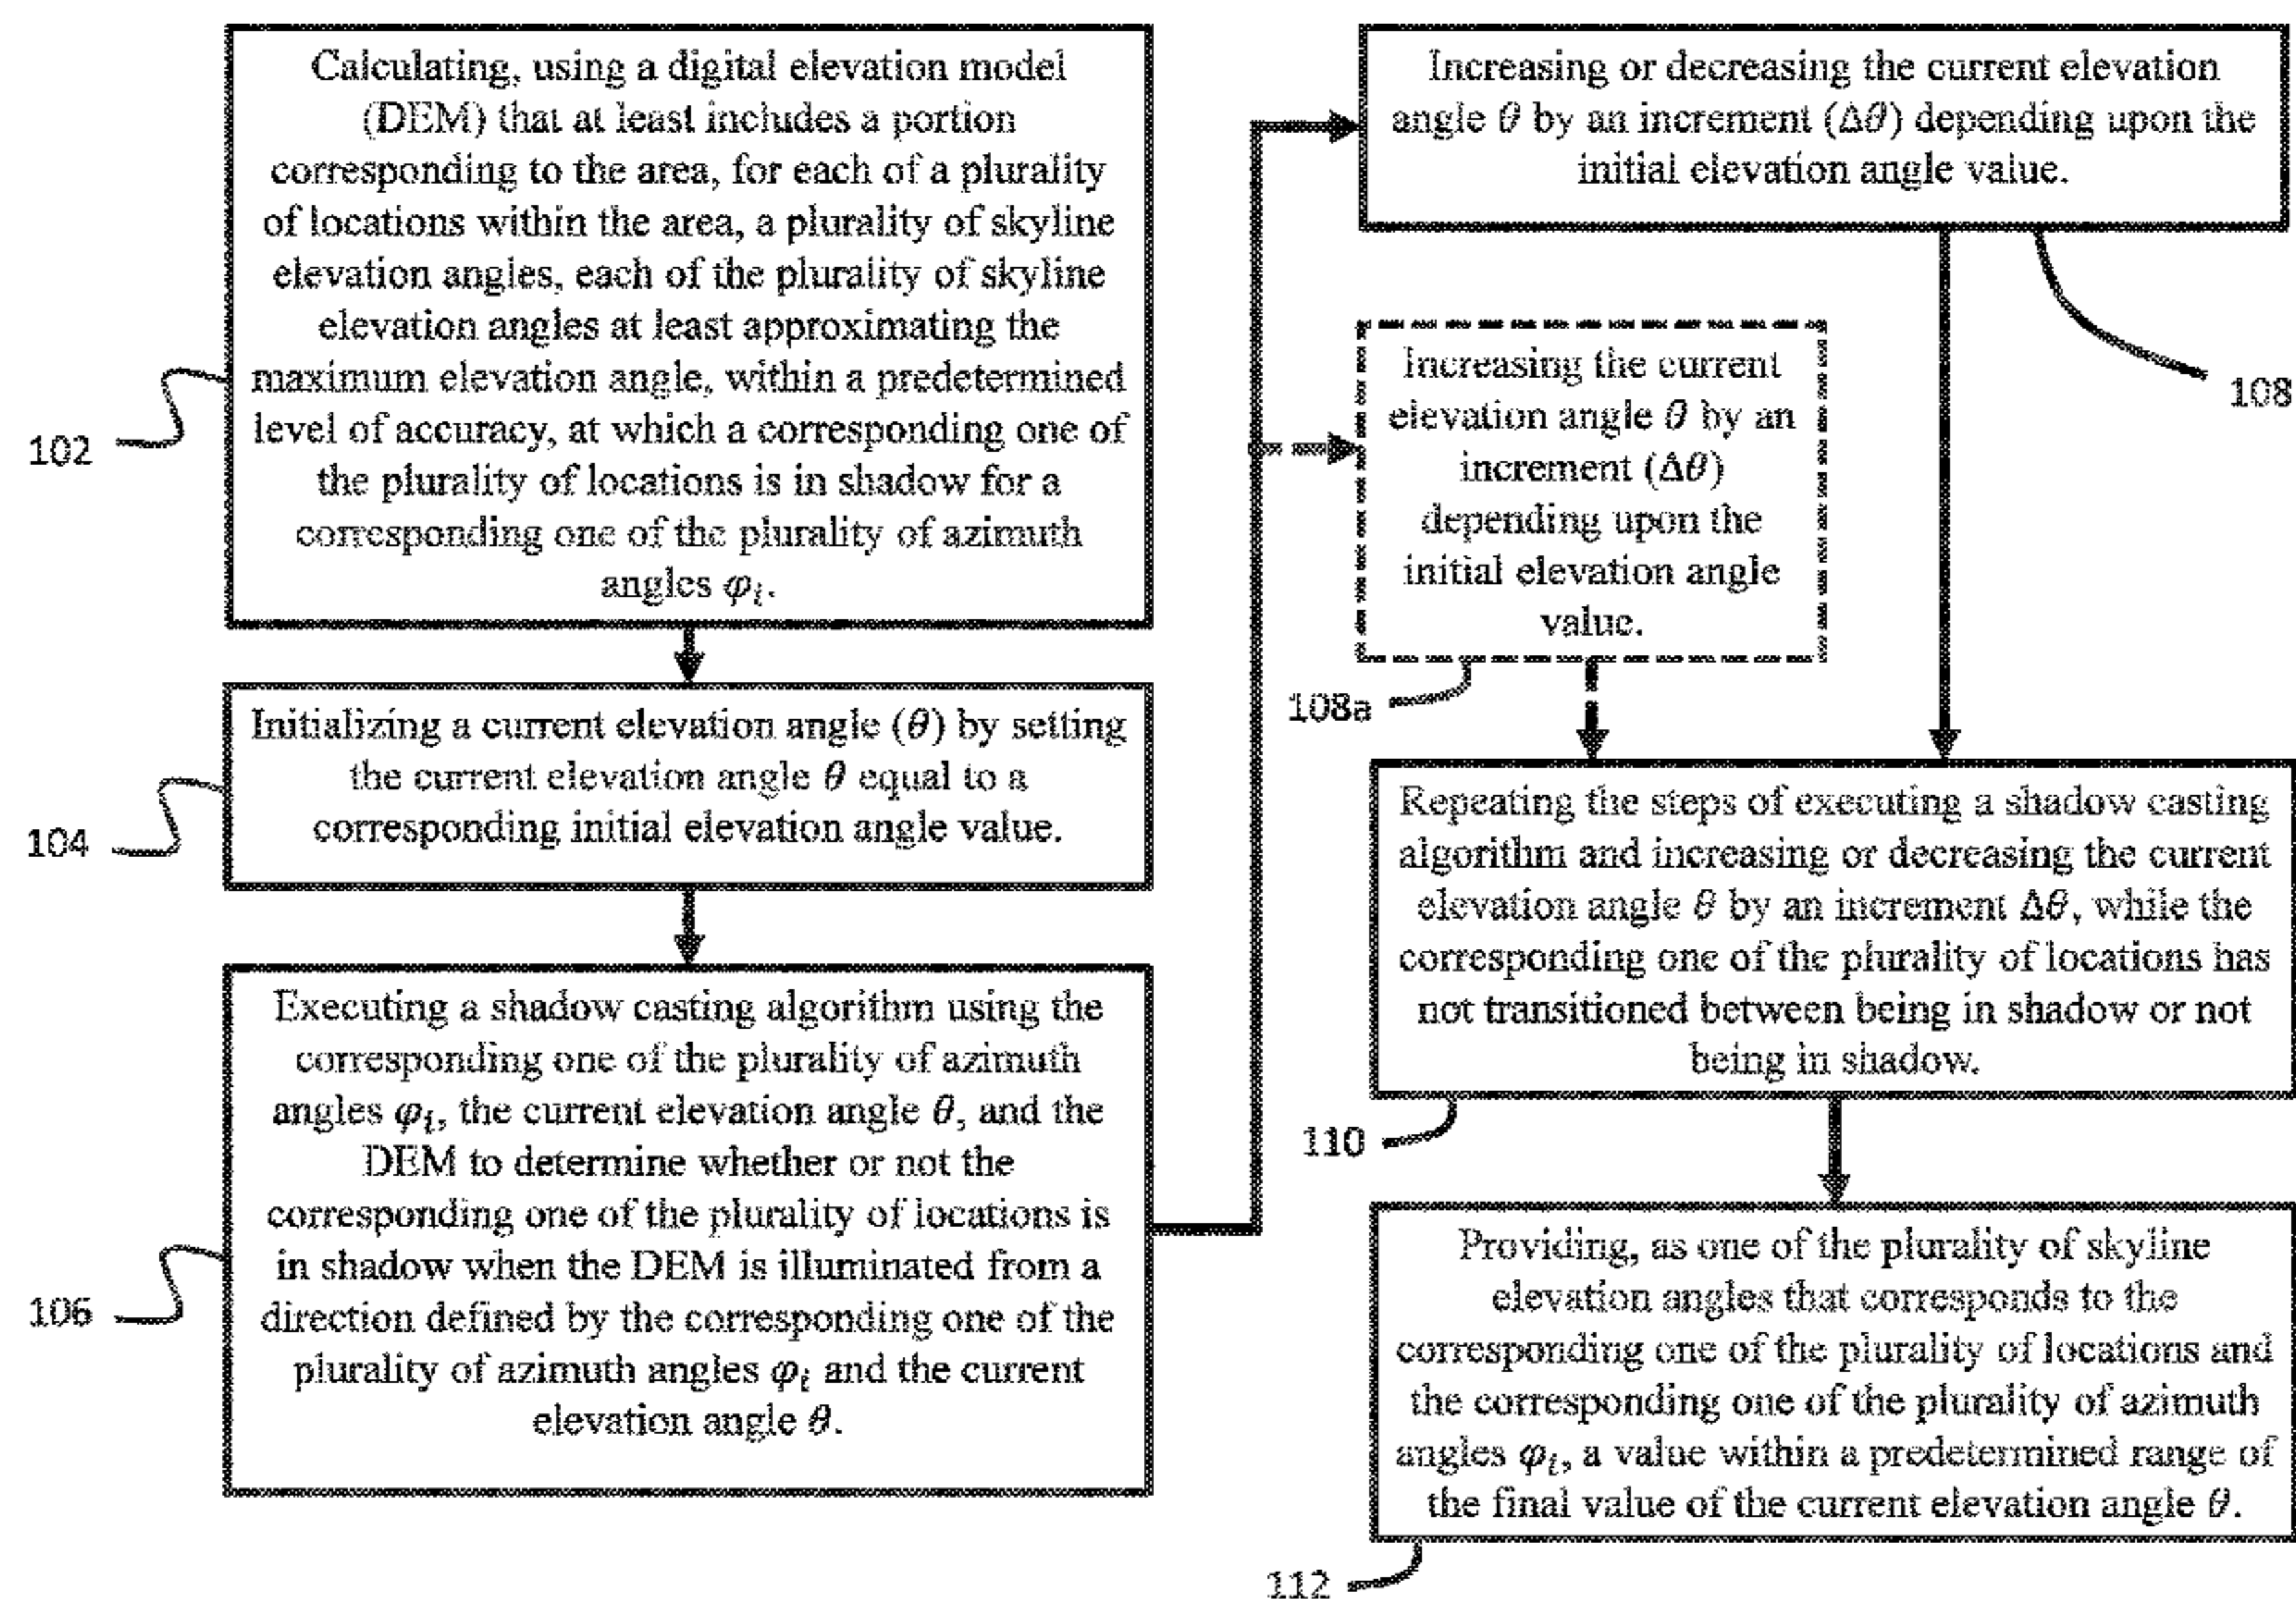 Calculating, using a digital elevation model
(DEM) that at least includes a portion
corresponding to the area, for each of a plurality
of locations within the area, a plurality of skyline
elevation angles, each of the plurality of skyline
elevation angles at least approximating the
maximum elevation angle, within a predetermined
level of accuracy, at which a corresponding one of
the plurality of locations is in shadow for a
corresponding one of the plurality of azimuth
angles φᵢ.
102
Initializing a current elevation angle (θ) by setting
the current elevation angle θ equal to a
corresponding initial elevation angle value.
104
Executing a shadow casting algorithm using the
corresponding one of the plurality of azimuth
angles φᵢ, the current elevation angle θ, and the
DEM to determine whether or not the
corresponding one of the plurality of locations is
in shadow when the DEM is illuminated from a
direction defined by the corresponding one of the
plurality of azimuth angles φᵢ and the current
elevation angle θ.
106
Increasing or decreasing the current elevation
angle θ by an increment (Δθ) depending upon the
initial elevation angle value.
108
Increasing the current
elevation angle θ by an
increment (Δθ)
depending upon the
initial elevation angle
value.
108a
Repeating the steps of executing a shadow casting
algorithm and increasing or decreasing the current
elevation angle θ by an increment Δθ, while the
corresponding one of the plurality of locations has
not transitioned between being in shadow or not
being in shadow.
110
Providing, as one of the plurality of skyline
elevation angles that corresponds to the
corresponding one of the plurality of locations and
the corresponding one of the plurality of azimuth
angles φᵢ, a value within a predetermined range of
the final value of the current elevation angle θ.
112